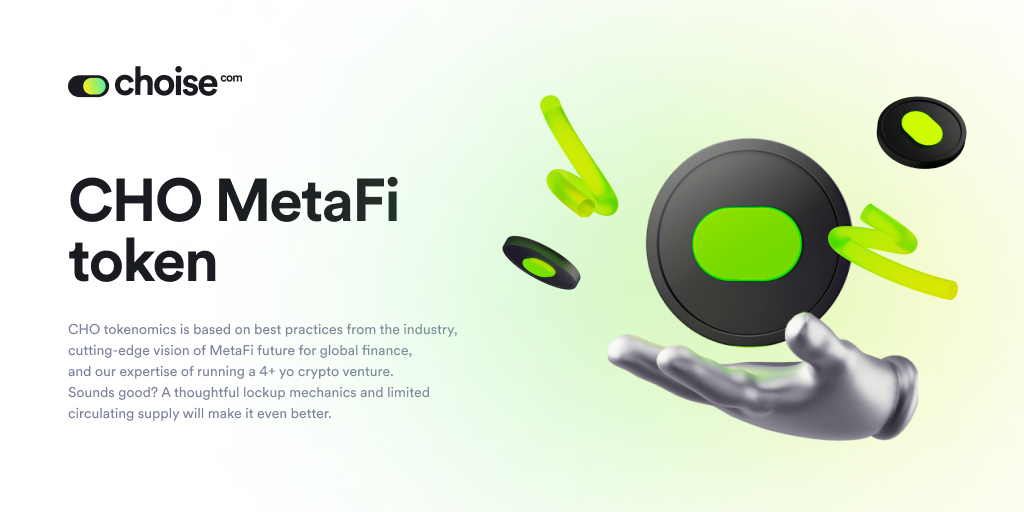 choise com
CHO MetaFi
token
CHO tokenomics is based on best practices from the industry,
cutting-edge vision of MetaFi future for global finance,
and our expertise of running a 4+ yo crypto venture.
Sounds good? A thoughtful lockup mechanics and limited
circulating supply will make it even better.